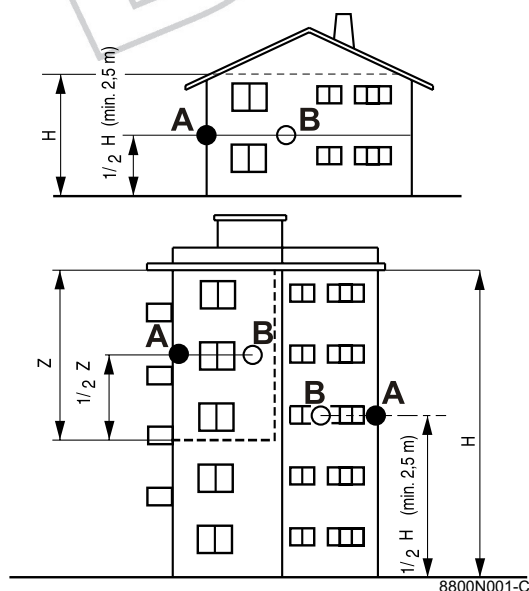 H
1/2 H (min. 2,5 m)
A
B
Z
1/2 Z
A
B
B
A
1/2 H (min. 2,5 m)
H
8800N001-C